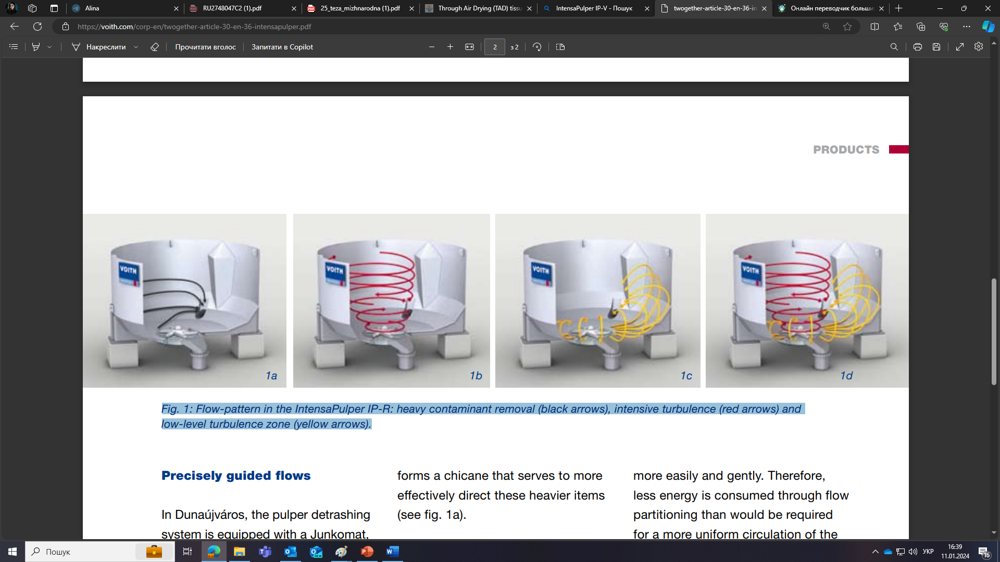 Alina
RU2748047C2 (1).pdf
25_teza_mizhnarodna (1).pdf
Through Air Drying (TAD) tissu
IntensaPulper IP-V - Пошук
twogether-article-30-en-36-in
Онлайн переводчик больши
https://voith.com/corp-en/twogether-article-30-en-36-intensapulper.pdf
Накреслити
Прочитати вголос
Запитати в Copilot
2
з 2
PRODUCTS
VOITH
VOITH
VOITH
VOITH
1a
1b
1c
1d
Fig. 1: Flow-pattern in the IntensaPulper IP-R: heavy contaminant removal (black arrows), intensive turbulence (red arrows) and
low-level turbulence zone (yellow arrows).
Precisely guided flows
In Dunaújváros, the pulper detrashing
system is equipped with a Junkomat,
forms a chicane that serves to more
effectively direct these heavier items
(see fig. 1a).
more easily and gently. Therefore,
less energy is consumed through flow
partitioning than would be required
for a more uniform circulation of the
Пошук
NEW
УКР
16:39
11.01.2024
16